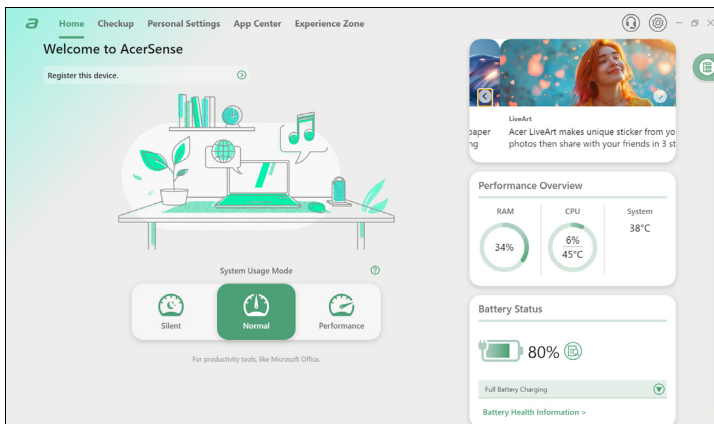 a Home Checkup Personal Settings App Center Experience Zone
Welcome to AcerSense
Register this device.
System Usage Mode
Silent Normal Performance
For productivity tools, like Microsoft Office.
LiveArt
paper Acer LiveArt makes unique sticker from yo
ng photos then share with your friends in 3 st
Performance Overview
RAM CPU System
34% 6% 38°C
45°C
Battery Status
80%
Full Battery Charging
Battery Health Information >